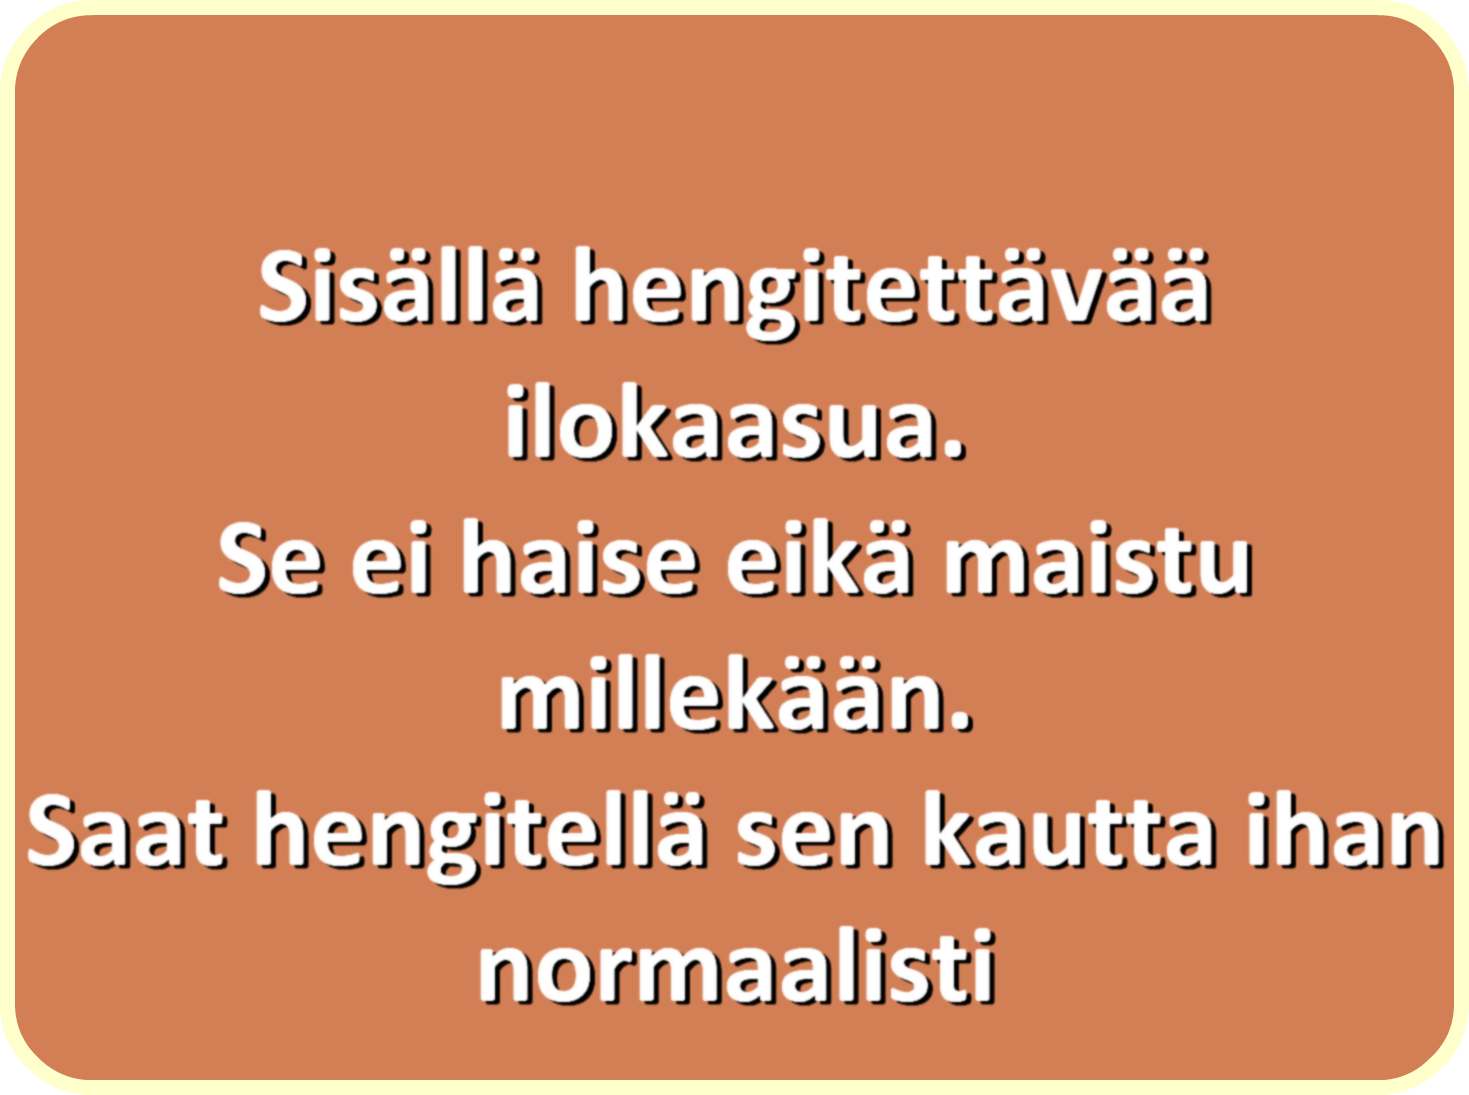 Sisällä hengitettävää
ilokaasua.
Se ei haise eikä maistu
millekään.
Saat hengitellä sen kautta ihan
normaalisti